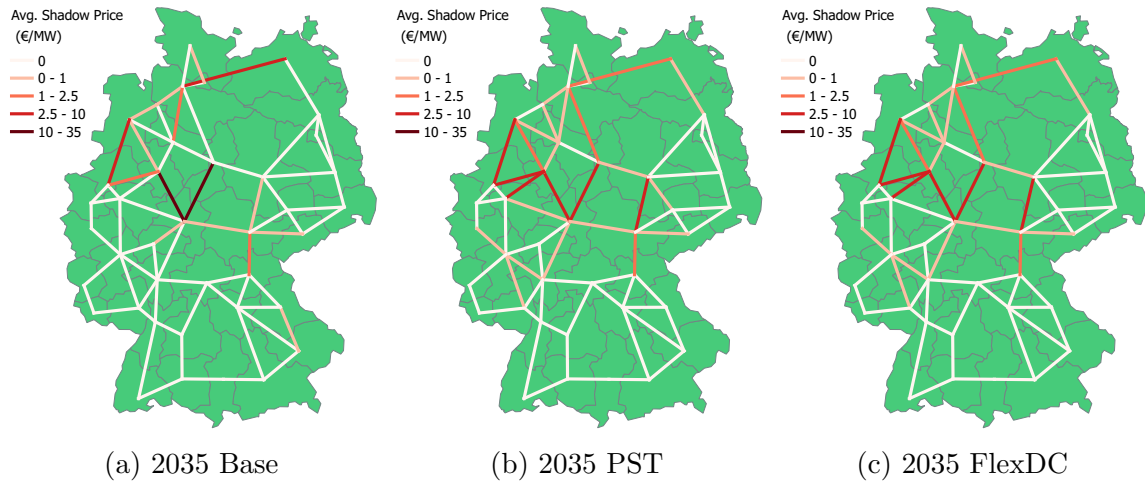 Avg. Shadow Price
(€/MW)
0
0 - 1
1 - 2.5
2.5 - 10
10 - 35
Avg. Shadow Price
(€/MW)
0
0 - 1
1 - 2.5
2.5 - 10
10 - 35
Avg. Shadow Price
(€/MW)
0
0 - 1
1 - 2.5
2.5 - 10
10 - 35
(a) 2035 Base
(b) 2035 PST
(c) 2035 FlexDC